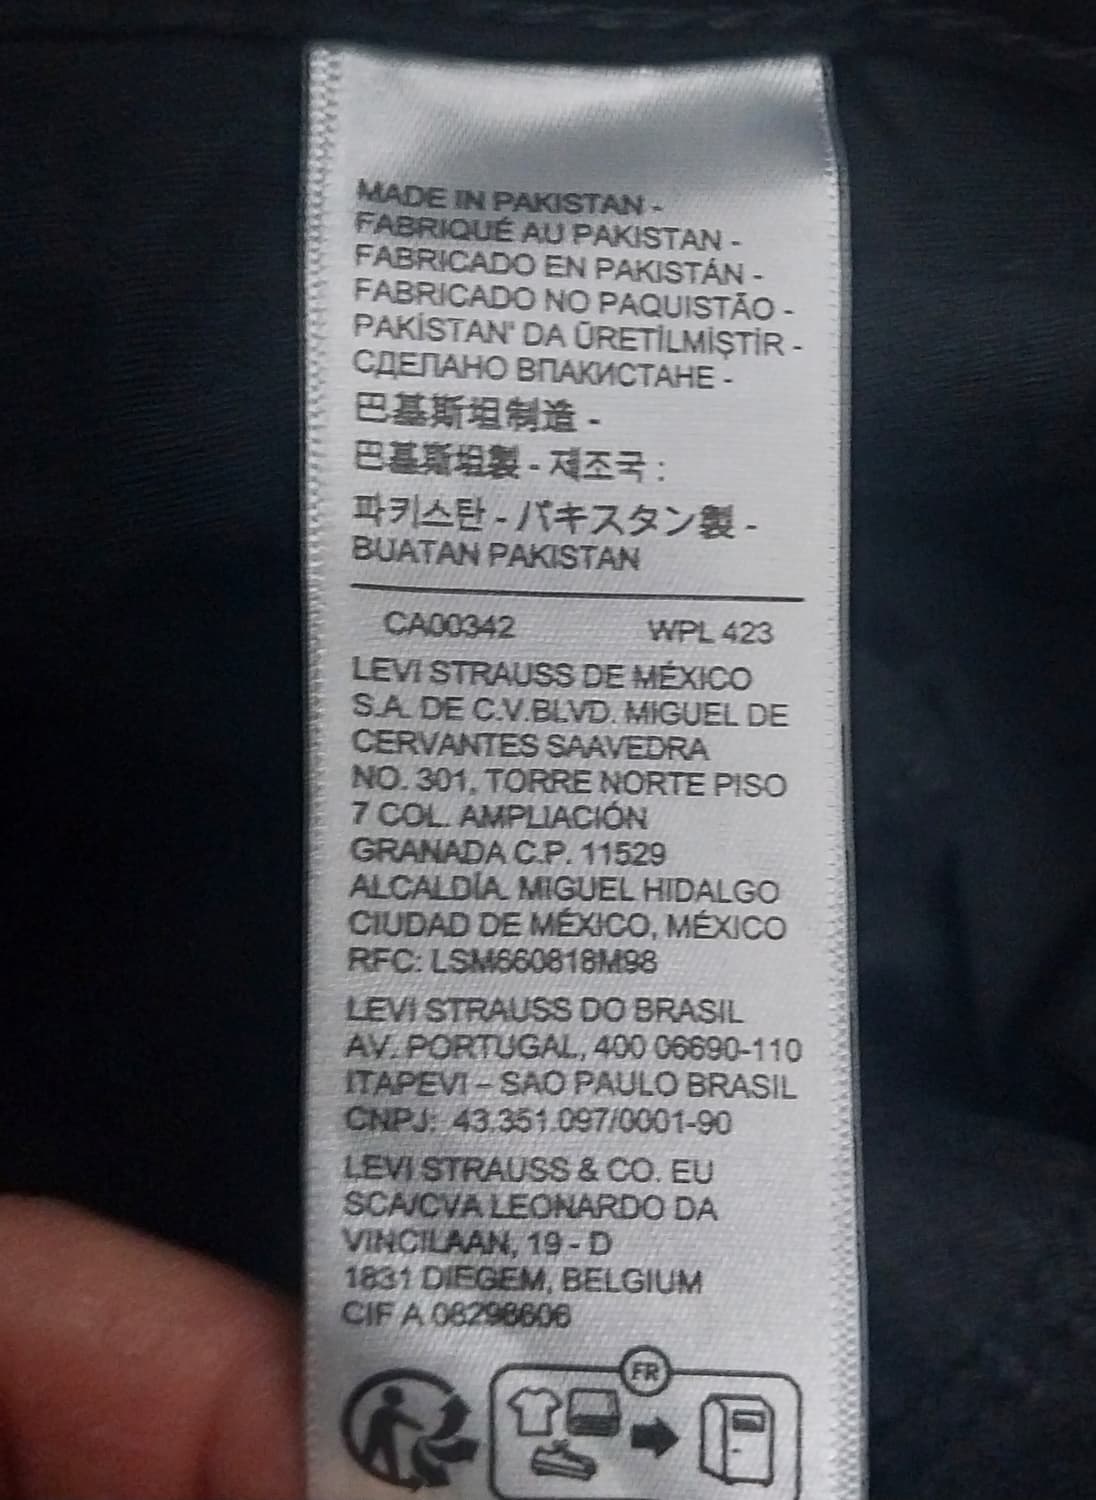 MADE IN PAKISTAN -
FABRIQUÉ AU PAKISTAN -
FABRICADO EN PAKISTÁN -
FABRICADO NO PAQUISTÃO -
PAKİSTAN' DA ÜRETİLMİŞTİR -
СДЕЛАНО ВПАКИСТАНЕ -
巴基斯坦制造 -
巴基斯坦製 - 제조국 :
파키스탄 - パキスタン製 -
BUATAN PAKISTAN
CA00342 WPL 423
LEVI STRAUSS DE MÉXICO
S.A. DE C.V.BLVD. MIGUEL DE
CERVANTES SAAVEDRA
NO. 301, TORRE NORTE PISO
7 COL. AMPLIACIÓN
GRANADA C.P. 11529
ALCALDÍA. MIGUEL HIDALGO
CIUDAD DE MÉXICO, MÉXICO
RFC: LSM660818M98
LEVI STRAUSS DO BRASIL
AV. PORTUGAL, 400 06690-110
ITAPEVI – SAO PAULO BRASIL
CNPJ: 43.351.097/0001-90
LEVI STRAUSS & CO. EU
SCA/CVA LEONARDO DA
VINCILAAN, 19 - D
1831 DIEGEM, BELGIUM
CIF A 08298606
FR